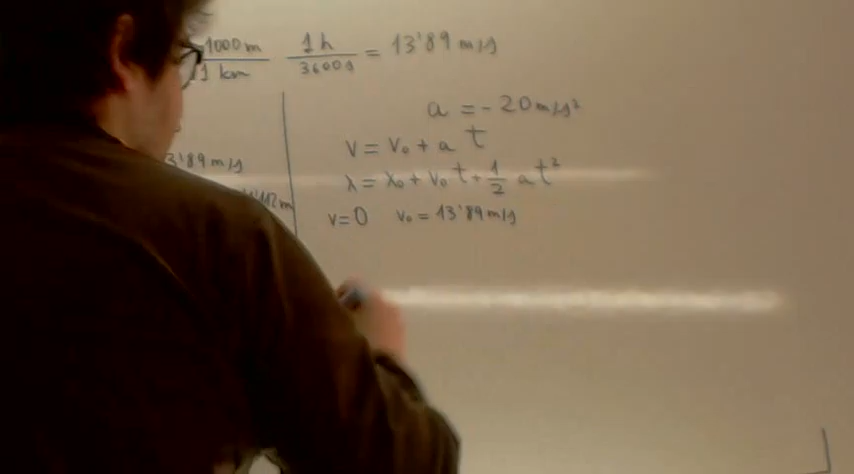 1000 m / 1 km 1 h / 3600 s = 13'89 m/s
a = - 20 m/s²
v = v₀ + a t
x = x₀ + v₀ t + 1/2 a t²
v=0 v₀ = 13'89 m/s
3'89 m/s